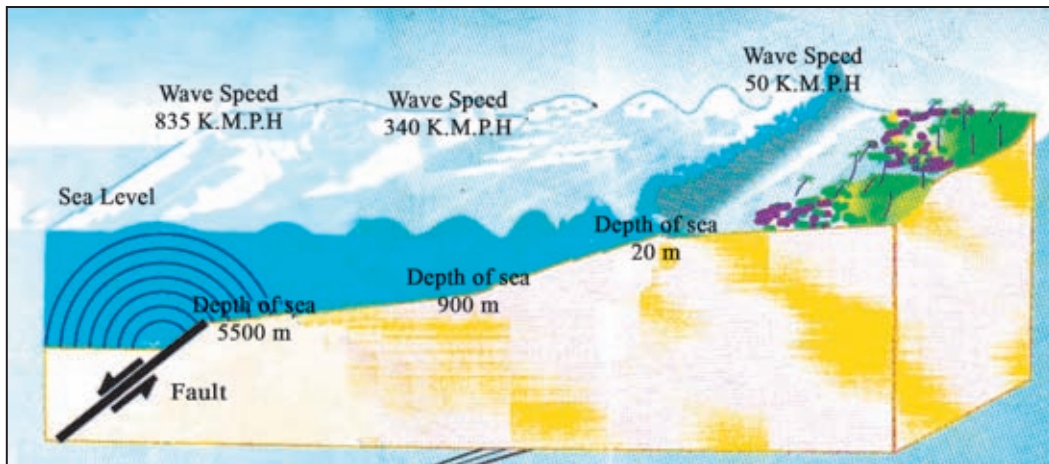 Wave Speed
835 K.M.P.H
Wave Speed
340 K.M.P.H
Wave Speed
50 K.M.P.H
Sea Level
Depth of sea
5500 m
Depth of sea
900 m
Depth of sea
20 m
Fault